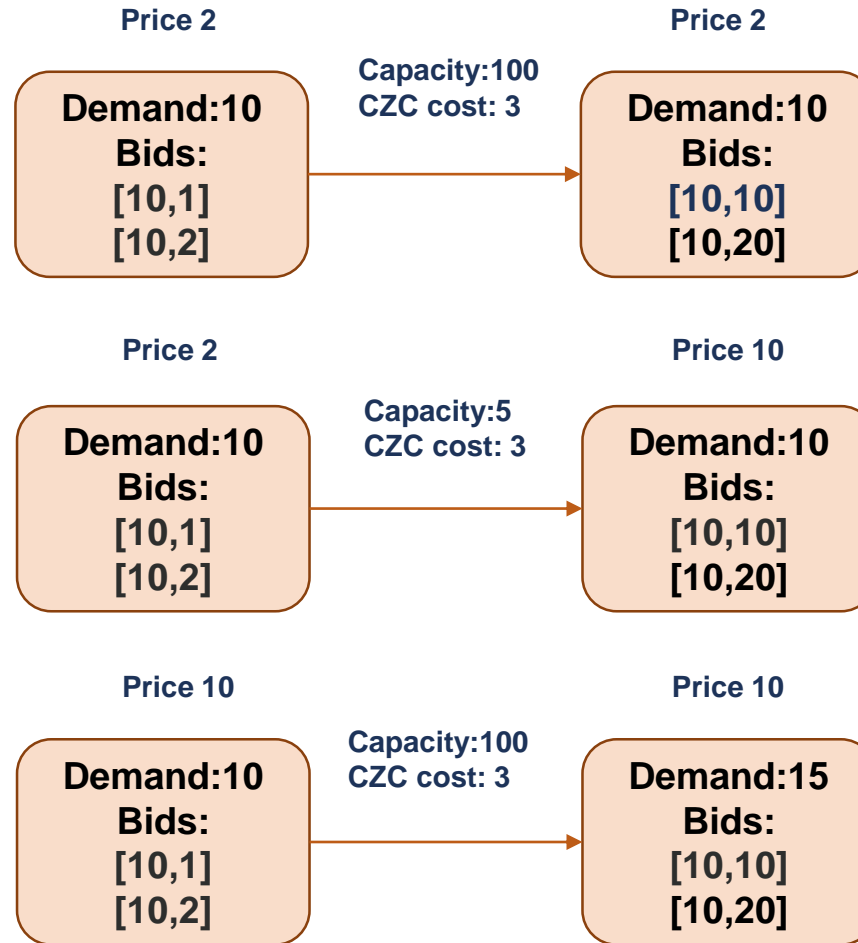 Price 2
Price 2
Capacity:100
CZC cost: 3
Demand:10
Bids:
[10,1]
[10,2]
Demand:10
Bids:
[10,10]
[10,20]
Price 2
Price 10
Capacity:5
CZC cost: 3
Demand:10
Bids:
[10,1]
[10,2]
Demand:10
Bids:
[10,10]
[10,20]
Price 10
Price 10
Capacity:100
CZC cost: 3
Demand:10
Bids:
[10,1]
[10,2]
Demand:15
Bids:
[10,10]
[10,20]